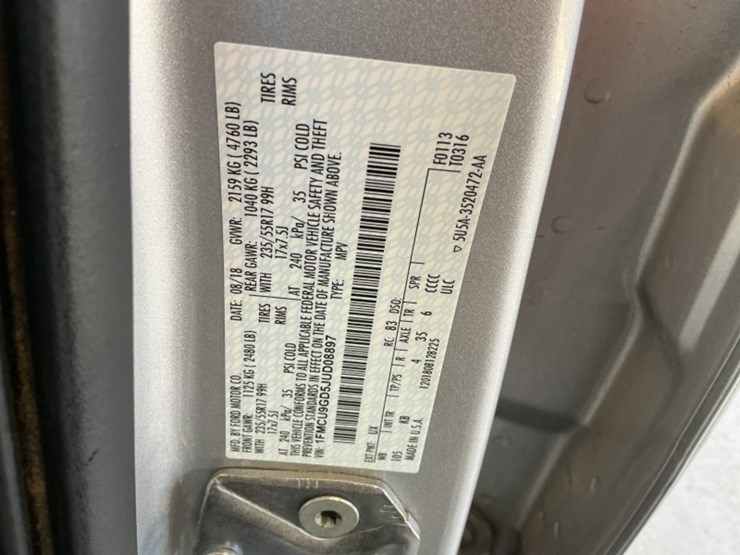 MFD. BY FORD MOTOR CO. DATE: 08/18 GVWR: 2159 KG ( 4760 LB)
FRONT GAWR: 1125 KG ( 2480 LB) REAR GAWR: 1040 KG ( 2293 LB)
WITH 235/55R17 99H TIRES WITH 235/55R17 99H TIRES
17x7.5J RIMS 17x7.5J RIMS
AT 240 kPa/ 35 PSI COLD AT 240 kPa/ 35 PSI COLD
THIS VEHICLE CONFORMS TO ALL APPLICABLE FEDERAL MOTOR VEHICLE SAFETY AND THEFT
PREVENTION STANDARDS IN EFFECT ON THE DATE OF MANUFACTURE SHOWN ABOVE.
VIN: 1FMCU9GD5JUD08897 TYPE: MPV
EXT PNT: UX RC: 83 DSO: F0113
WB INT TR TP/PS R AXLE TR SPR T0316
105 KB 4 35 6 CCCC
MADE IN U.S.A. 1201808128225 ULC
▽ 5U5A-3520472-AA